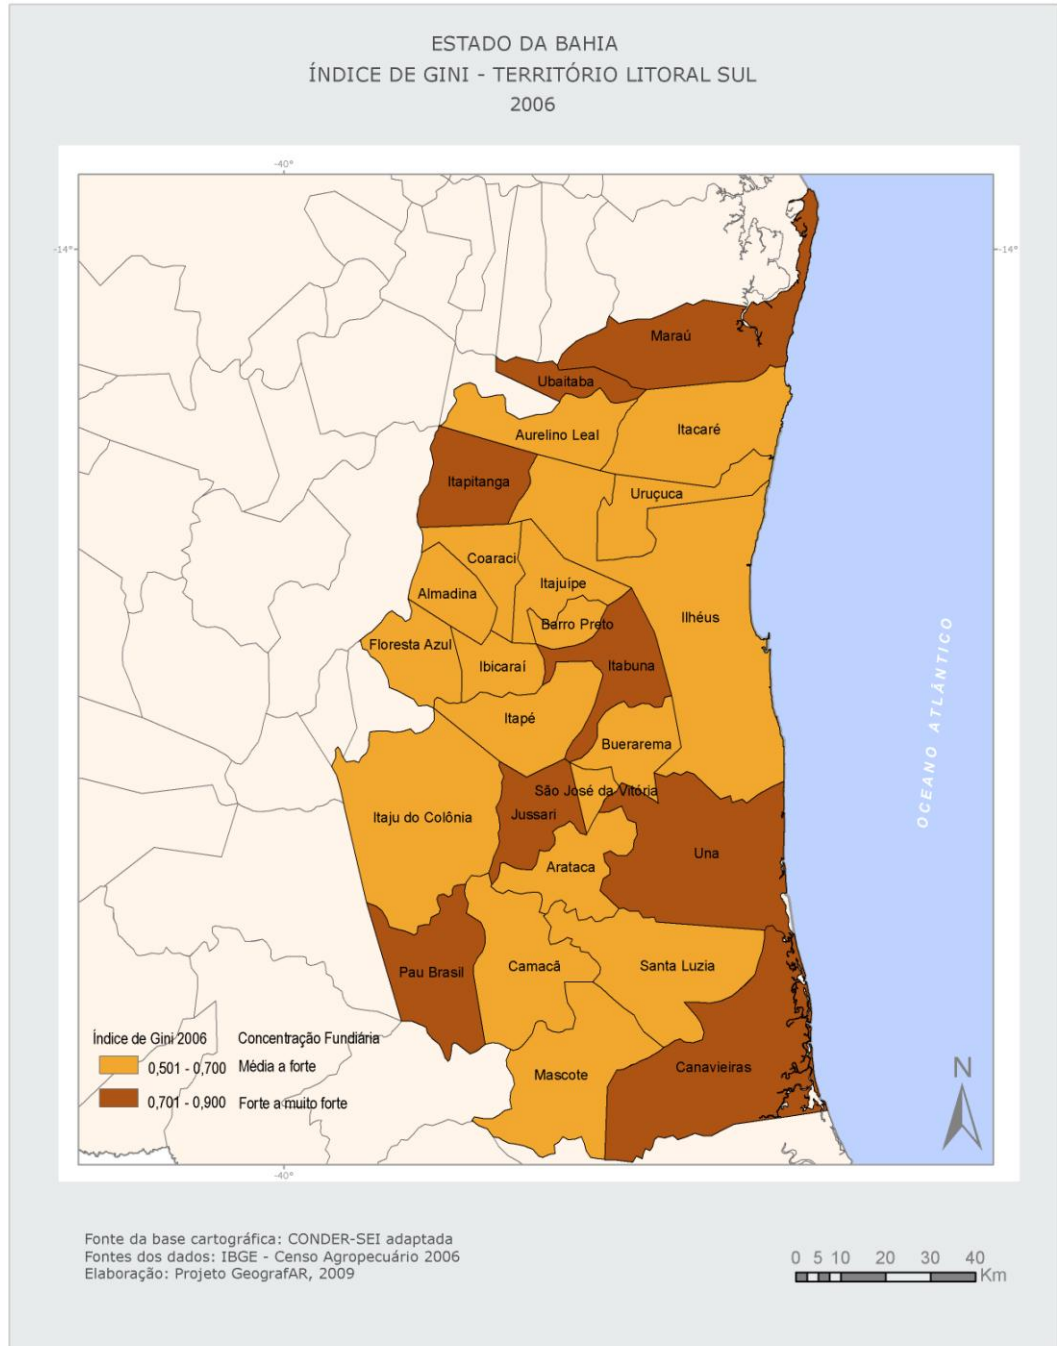 ESTADO DA BAHIA
ÍNDICE DE GINI - TERRITÓRIO LITORAL SUL
2006
-40°
-14°
-14°
Maraú
Ubaitaba
Itacaré
Aurelino Leal
Itapitanga
Uruçuca
Coaraci
Itajuípe
Almadina
Ilhéus
Barro Preto
Floresta Azul
Ibicaraí
Itabuna
Itapé
Buerarema
São José da Vitória
Jussari
Itaju do Colônia
Una
Arataca
OCEANO ATLÂNTICO
Pau Brasil
Camacã
Santa Luzia
Canavieiras
Mascote
Índice de Gini 2006 Concentração Fundiária
0,501 - 0,700 Média a forte
0,701 - 0,900 Forte a muito forte
N
-40°
Fonte da base cartográfica: CONDER-SEI adaptada
Fontes dos dados: IBGE - Censo Agropecuário 2006
Elaboração: Projeto GeografAR, 2009
0 5 10 20 30 40
Km